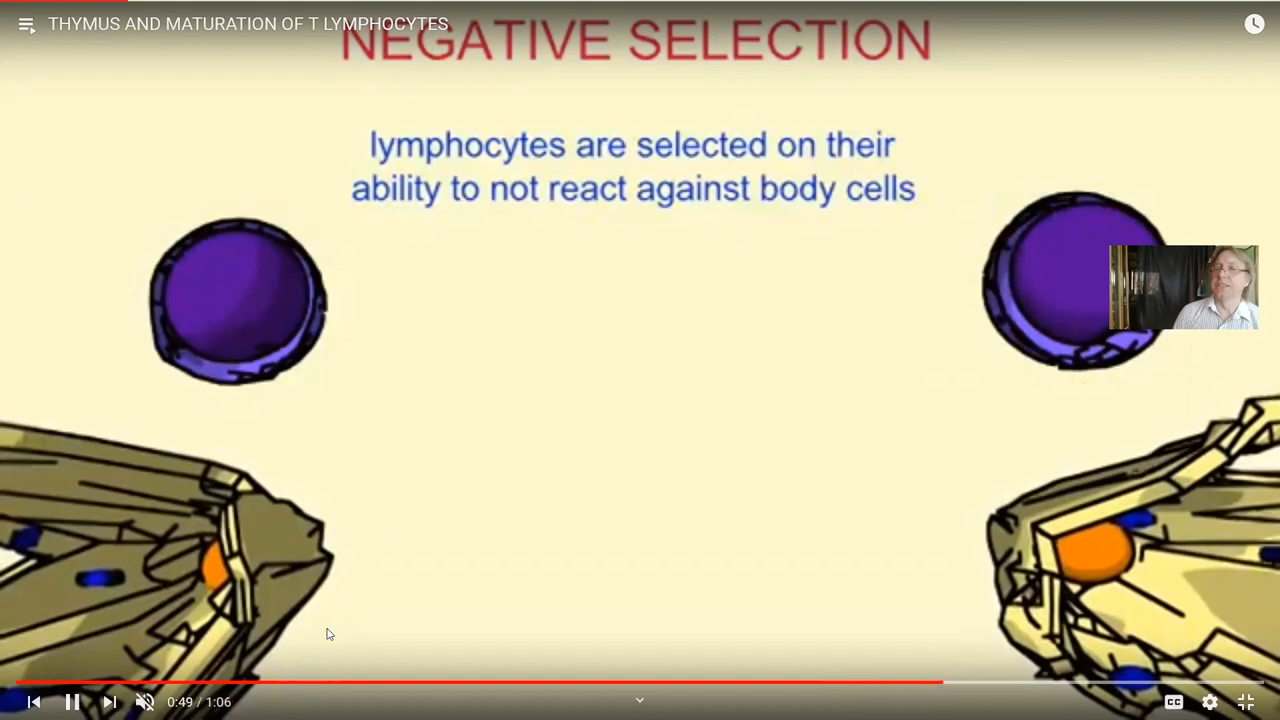 THYMUS AND MATURATION OF T LYMPHOCYTES
NEGATIVE SELECTION
lymphocytes are selected on their
ability to not react against body cells
0:49 / 1:06
CC